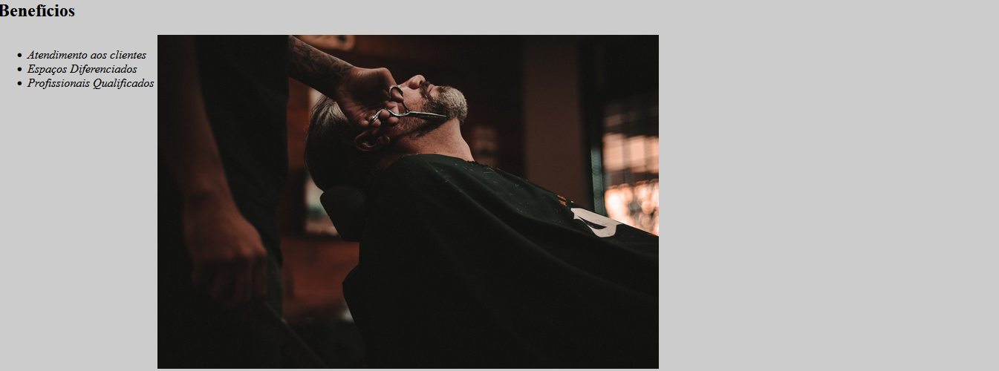 Benefícios
Atendimento aos clientes
Espaços Diferenciados
Profissionais Qualificados